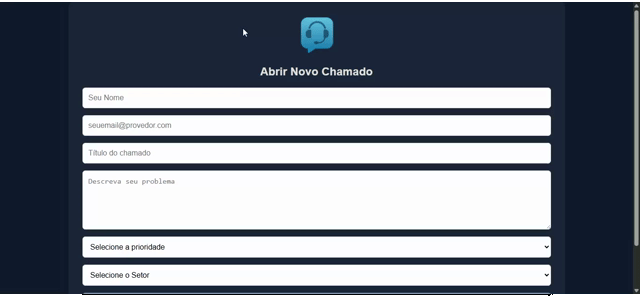 Abrir Novo Chamado
Seu Nome
seuemail@provedor.com
Título do chamado
Descreva seu problema
Selecione a prioridade
Selecione o Setor